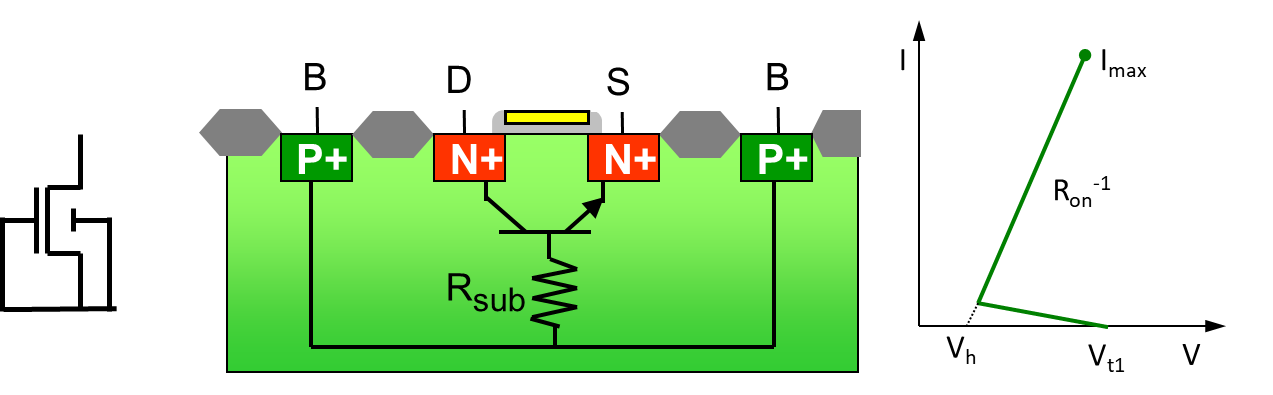 B
D
S
B
P+
N+
N+
P+
Rsub
I
Imax
Ron-1
Vh
Vt1
V